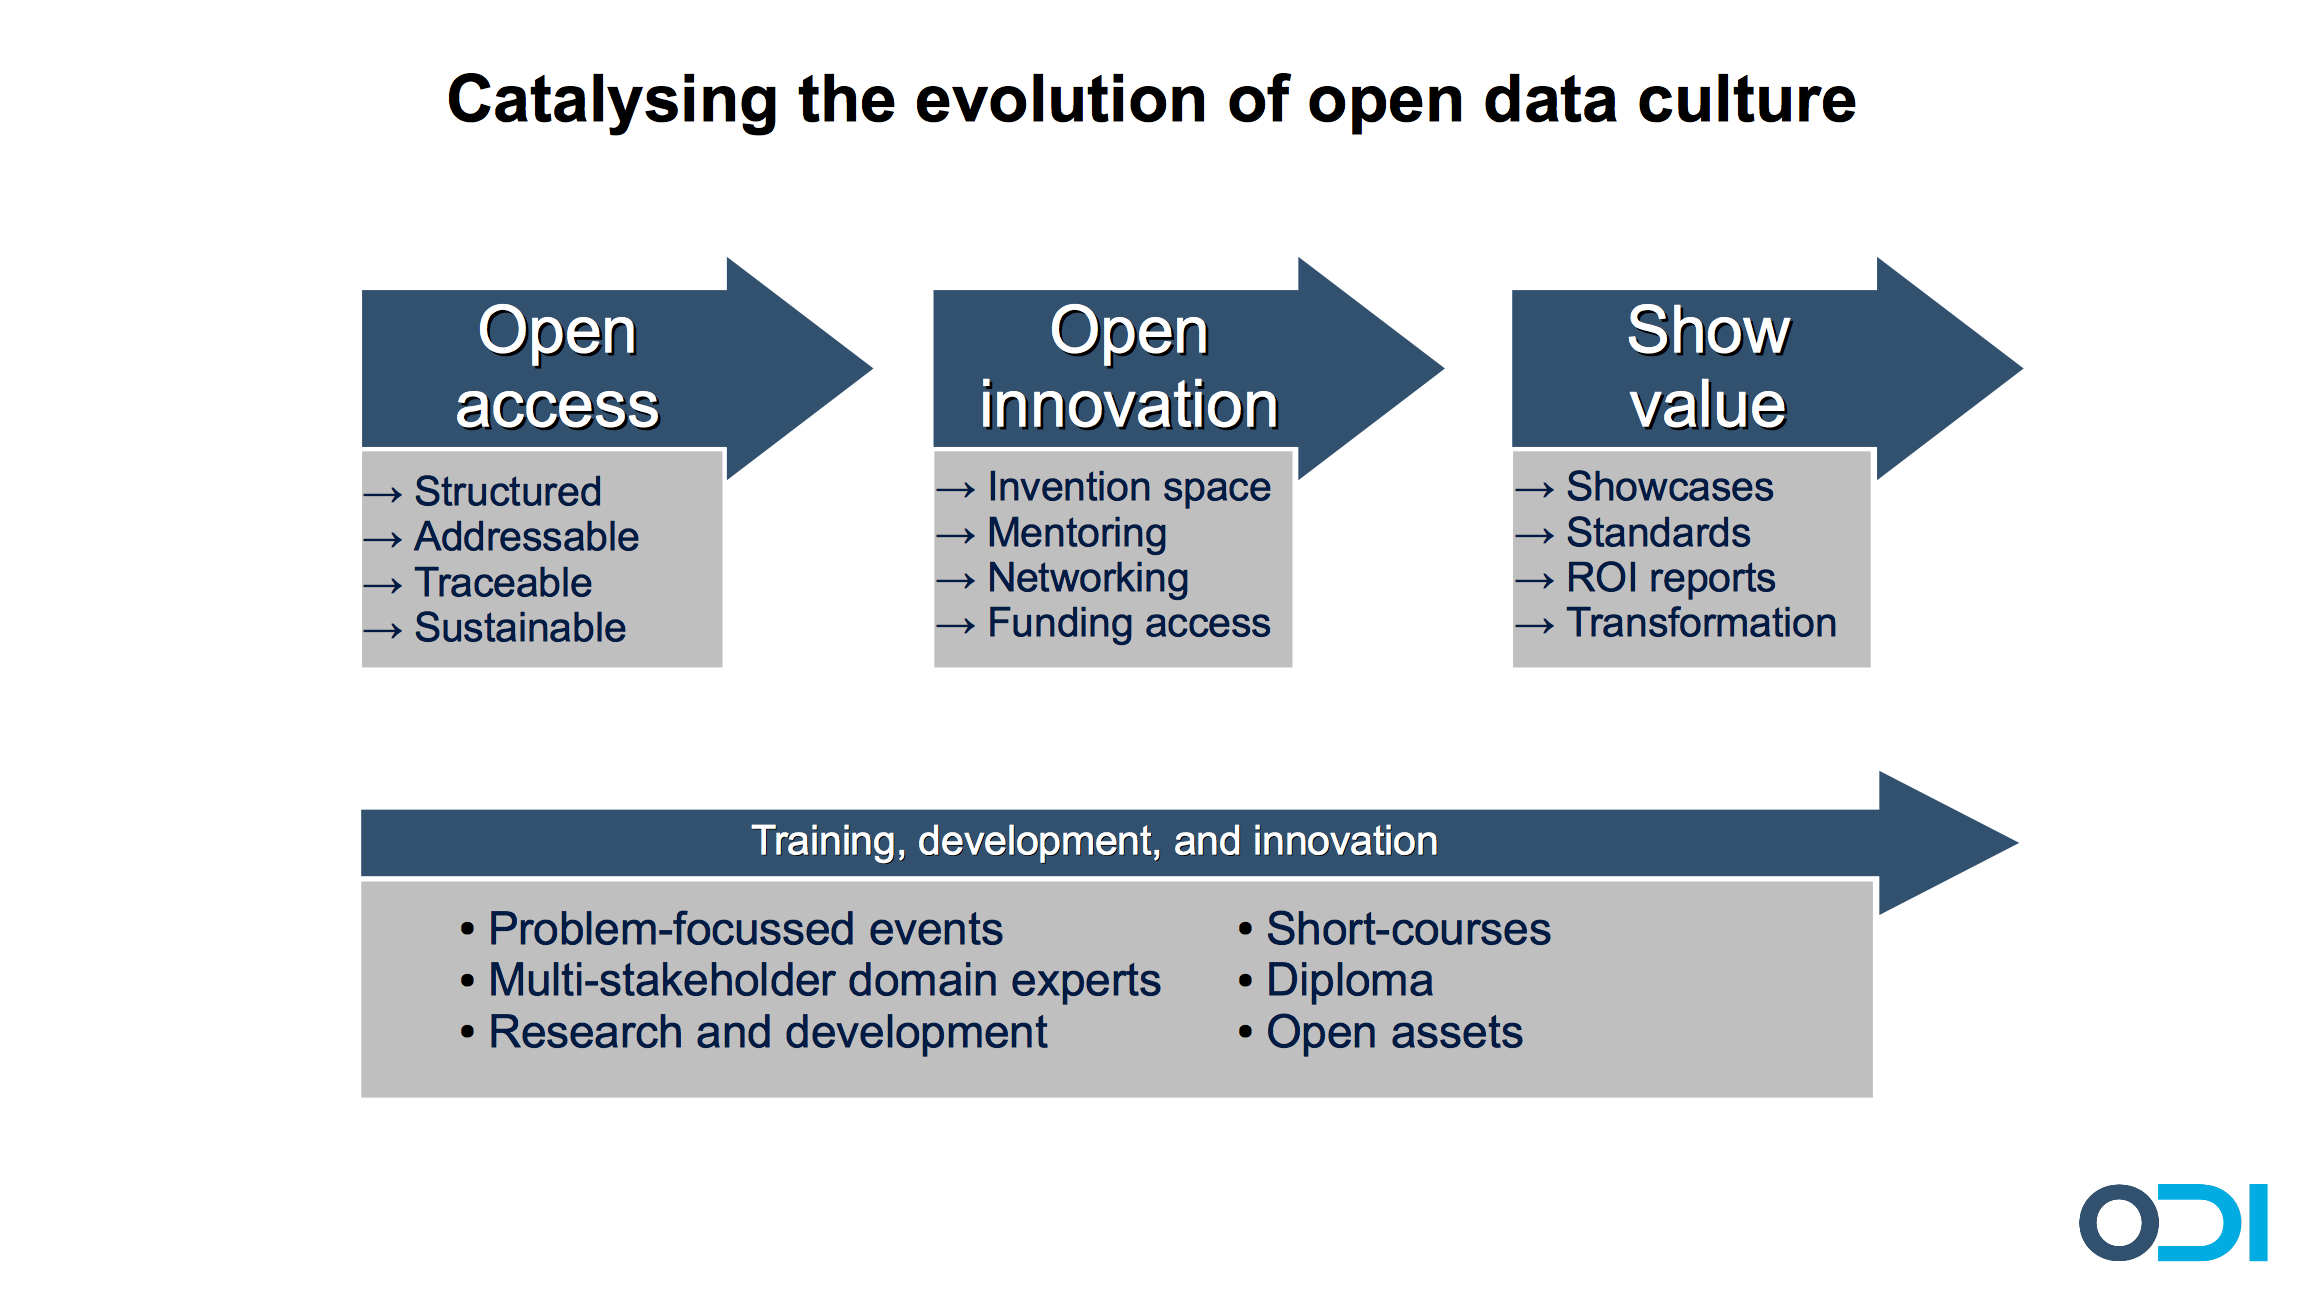 Catalysing the evolution of open data culture
Open
access
→ Structured
→ Addressable
→ Traceable
→ Sustainable
Open
innovation
→ Invention space
→ Mentoring
→ Networking
→ Funding access
Show
value
→ Showcases
→ Standards
→ ROI reports
→ Transformation
Training, development, and innovation
• Problem-focussed events
• Multi-stakeholder domain experts
• Research and development
• Short-courses
• Diploma
• Open assets
ODI